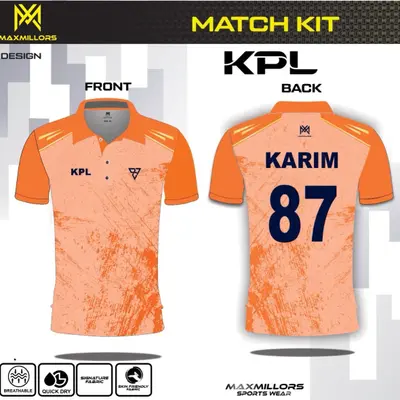 MAXMILLORS
MATCH KIT
DESIGN
KPL
FRONT
BACK
KPL
KARIM
87
BREATHABLE
QUICK DRY
SIGNATURE
FABRIC
SKIN FRIENDLY
FABRIC
MAXMILLORS
SPORTS WEAR